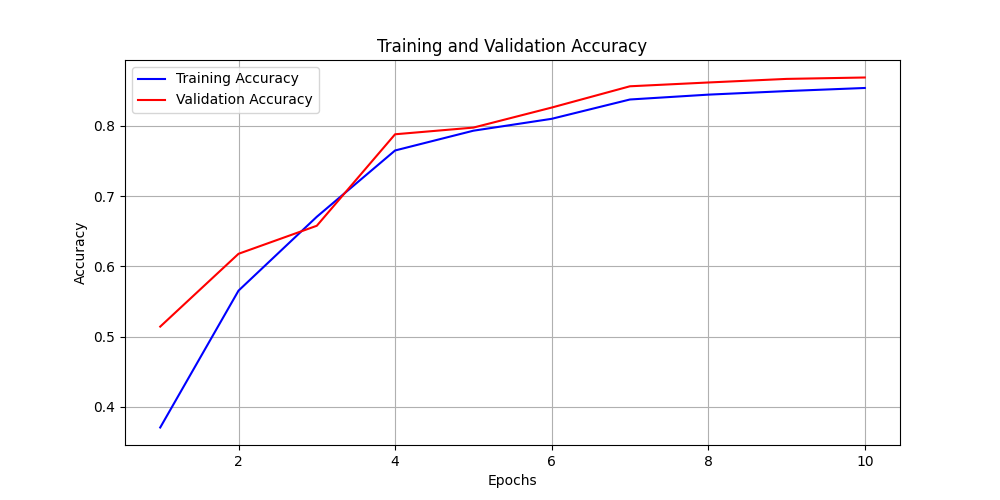 Training and Validation Accuracy
Training Accuracy
Validation Accuracy
Accuracy
0.8
0.7
0.6
0.5
0.4
2 4 6 8 10
Epochs